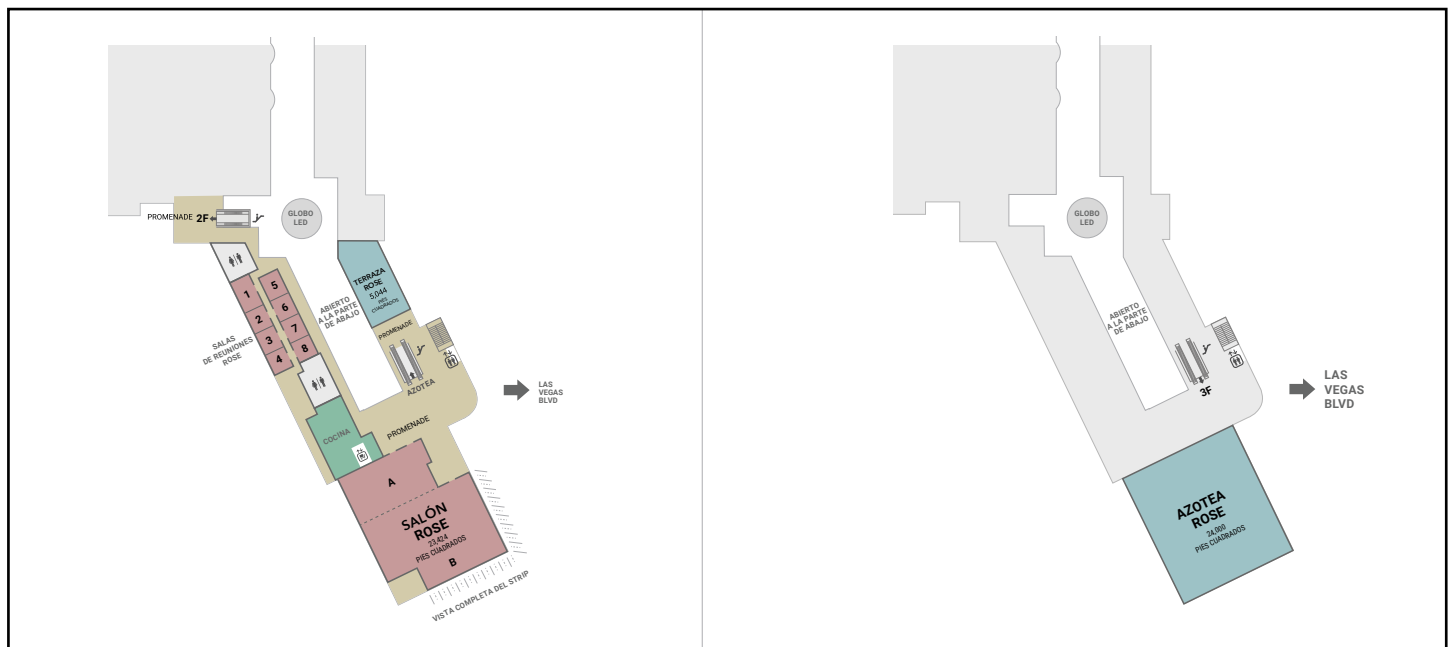 PROMENADE 2F
GLOBO
LED
1
2
3
4
5
6
7
8
SALAS
DE REUNIONES
ROSE
TERRAZA
ROSE
5,044
PIES
CUADRADOS
ABIERTO
A LA PARTE
DE ABAJO
PROMENADE
AZOTEA
PROMENADE
COCINA
LAS
VEGAS
BLVD
A
SALÓN
ROSE
23,424
PIES CUADRADOS
B
VISTA COMPLETA DEL STRIP
GLOBO
LED
ABIERTO
A LA PARTE
DE ABAJO
3F
LAS
VEGAS
BLVD
AZOTEA
ROSE
24,000
PIES CUADRADOS